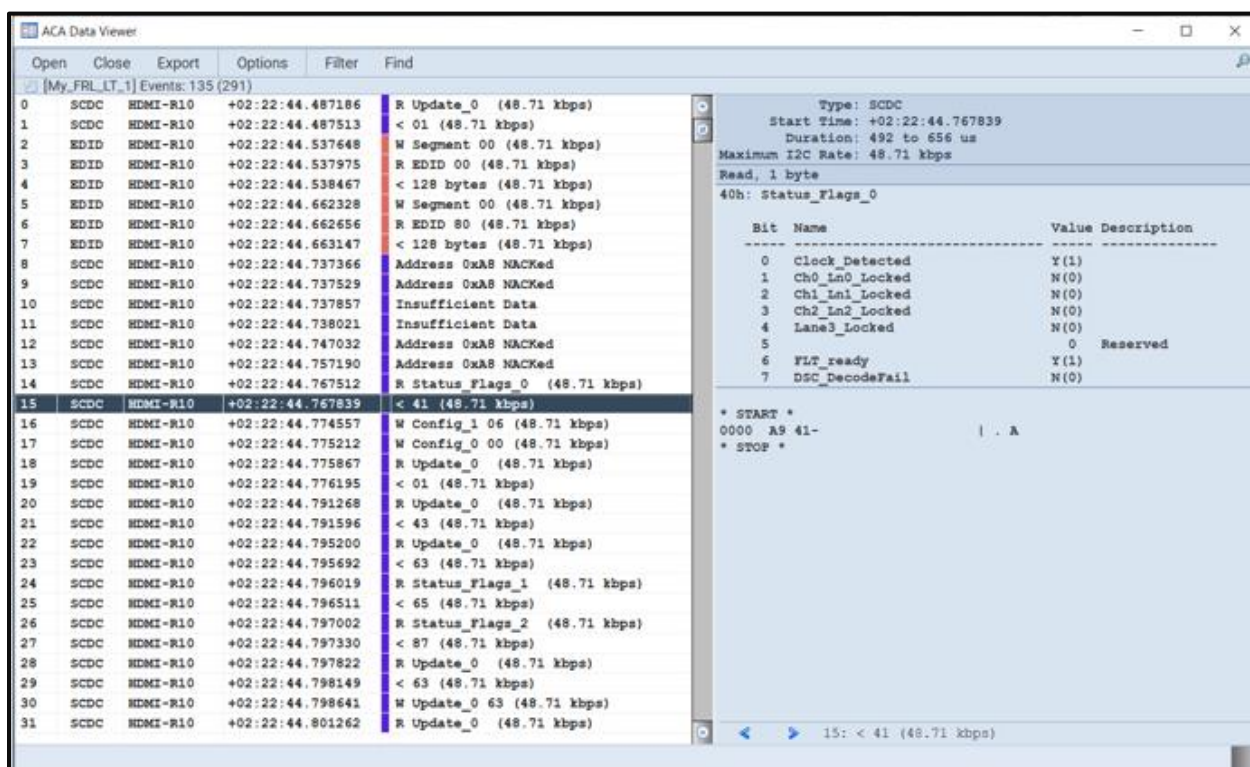 ACA Data Viewer
Open Close Export Options Filter Find
[My_FRL_LT_1] Events: 135 (291)
0 SCDC HDMI-R10 +02:22:44.487186 R Update_0 (48.71 kbps)
1 SCDC HDMI-R10 +02:22:44.487513 < 01 (48.71 kbps)
2 EDID HDMI-R10 +02:22:44.537648 W Segment 00 (48.71 kbps)
3 EDID HDMI-R10 +02:22:44.537975 R EDID 00 (48.71 kbps)
4 EDID HDMI-R10 +02:22:44.538467 < 128 bytes (48.71 kbps)
5 EDID HDMI-R10 +02:22:44.662328 W Segment 00 (48.71 kbps)
6 EDID HDMI-R10 +02:22:44.662656 R EDID 80 (48.71 kbps)
7 EDID HDMI-R10 +02:22:44.663147 < 128 bytes (48.71 kbps)
8 SCDC HDMI-R10 +02:22:44.737366 Address 0xA8 NACKed
9 SCDC HDMI-R10 +02:22:44.737529 Address 0xA8 NACKed
10 SCDC HDMI-R10 +02:22:44.737857 Insufficient Data
11 SCDC HDMI-R10 +02:22:44.738021 Insufficient Data
12 SCDC HDMI-R10 +02:22:44.747032 Address 0xA8 NACKed
13 SCDC HDMI-R10 +02:22:44.757190 Address 0xA8 NACKed
14 SCDC HDMI-R10 +02:22:44.767512 R Status_Flags_0 (48.71 kbps)
15 SCDC HDMI-R10 +02:22:44.767839 < 41 (48.71 kbps)
16 SCDC HDMI-R10 +02:22:44.774557 W Config_1 06 (48.71 kbps)
17 SCDC HDMI-R10 +02:22:44.775212 W Config_0 00 (48.71 kbps)
18 SCDC HDMI-R10 +02:22:44.775867 R Update_0 (48.71 kbps)
19 SCDC HDMI-R10 +02:22:44.776195 < 01 (48.71 kbps)
20 SCDC HDMI-R10 +02:22:44.791268 R Update_0 (48.71 kbps)
21 SCDC HDMI-R10 +02:22:44.791596 < 43 (48.71 kbps)
22 SCDC HDMI-R10 +02:22:44.795200 R Update_0 (48.71 kbps)
23 SCDC HDMI-R10 +02:22:44.795692 < 63 (48.71 kbps)
24 SCDC HDMI-R10 +02:22:44.796019 R Status_Flags_1 (48.71 kbps)
25 SCDC HDMI-R10 +02:22:44.796511 < 65 (48.71 kbps)
26 SCDC HDMI-R10 +02:22:44.797002 R Status_Flags_2 (48.71 kbps)
27 SCDC HDMI-R10 +02:22:44.797330 < 87 (48.71 kbps)
28 SCDC HDMI-R10 +02:22:44.797822 R Update_0 (48.71 kbps)
29 SCDC HDMI-R10 +02:22:44.798149 < 63 (48.71 kbps)
30 SCDC HDMI-R10 +02:22:44.798641 W Update_0 63 (48.71 kbps)
31 SCDC HDMI-R10 +02:22:44.801262 R Update_0 (48.71 kbps)
Type: SCDC
Start Time: +02:22:44.767839
Duration: 492 to 656 us
Maximum I2C Rate: 48.71 kbps
Read, 1 byte
40h: Status_Flags_0
Bit Name Value Description
----- ------------------------------- ----- --------------
0 Clock_Detected Y(1)
1 Ch0_Ln0_Locked N(0)
2 Ch1_Ln1_Locked N(0)
3 Ch2_Ln2_Locked N(0)
4 Lane3_Locked N(0)
5 0 Reserved
6 FLT_ready Y(1)
7 DSC_DecodeFail N(0)
* START *
0000 A9 41- | . A
* STOP *
15: < 41 (48.71 kbps)